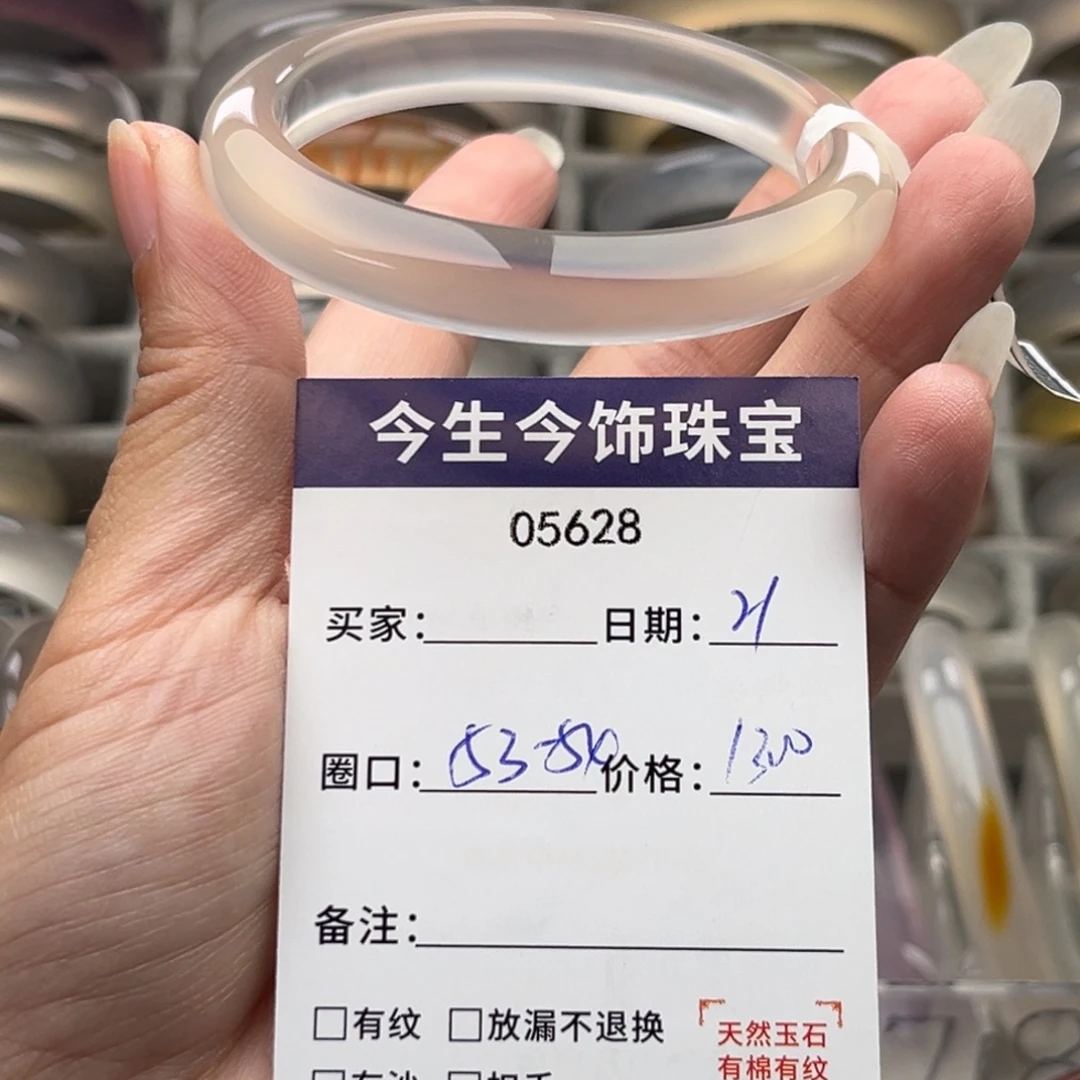 今生今饰珠宝
05628
买家： 日期：21
圈口：53-54 价格：1300
备注：
□有纹 □放漏不退换
天然玉石
有棉有纹